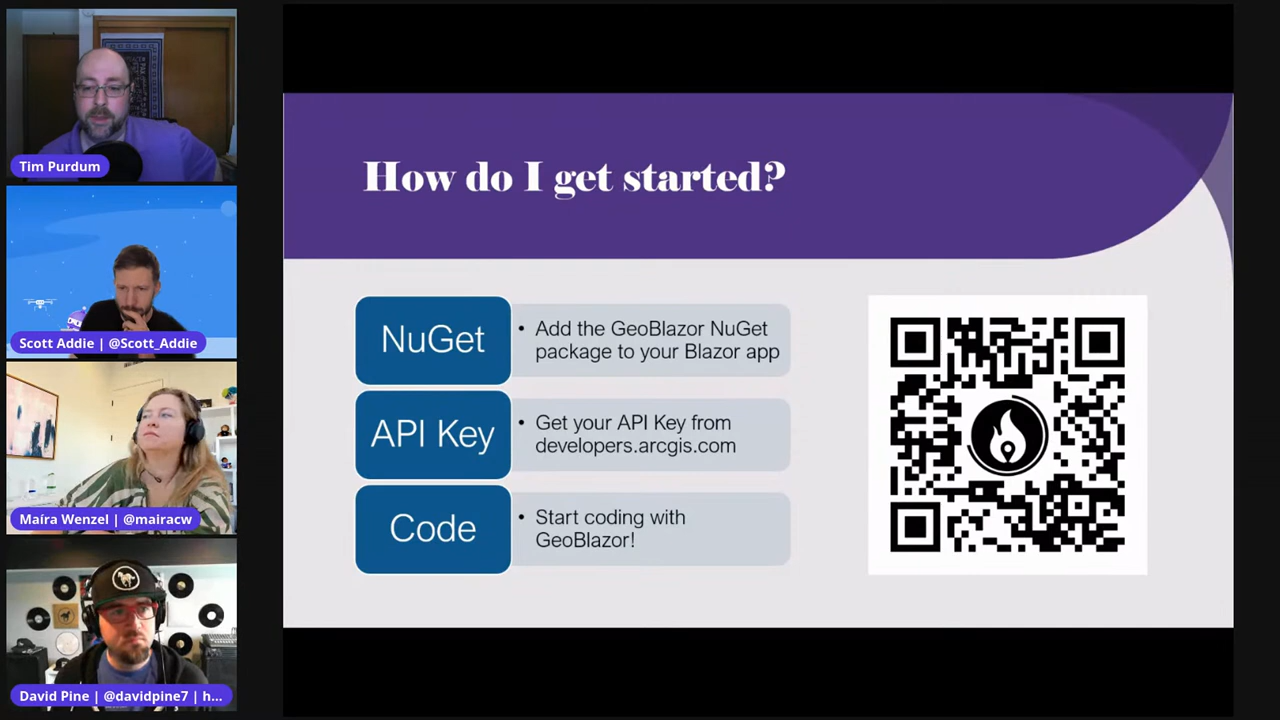 Tim Purdum
Scott Addie | @Scott_Addie
Maíra Wenzel | @mairacw
David Pine | @davidpine7 | h...
How do I get started?
NuGet
• Add the GeoBlazor NuGet
package to your Blazor app
API Key
• Get your API Key from
developers.arcgis.com
Code
• Start coding with
GeoBlazor!